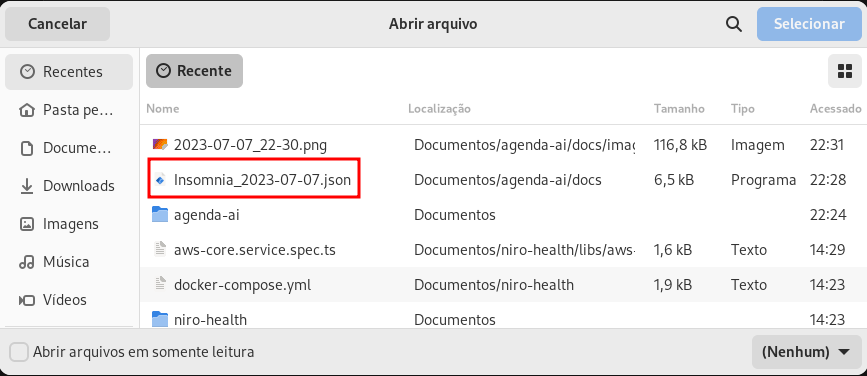 Cancelar Abrir arquivo Selecionar
Recentes Recente
Nome Localização Tamanho Tipo Acessado
Pasta pe...
2023-07-07_22-30.png Documentos/agenda-ai/docs/imag 116,8 kB Imagem 22:31
Docume...
Insomnia_2023-07-07.json Documentos/agenda-ai/docs 6,5 kB Programa 22:28
Downloads
agenda-ai Documentos 22:24
Imagens
aws-core.service.spec.ts Documentos/niro-health/libs/aws- 1,6 kB Texto 14:29
Música
docker-compose.yml Documentos/niro-health 1,9 kB Texto 14:23
Vídeos
niro-health Documentos 14:23
Abrir arquivos em somente leitura (Nenhum)